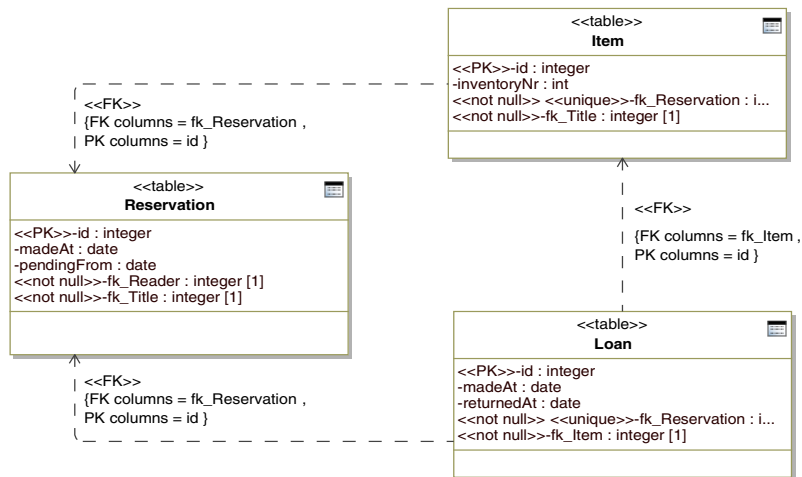 <<table>>
Item
<<PK>>-id : integer
-inventoryNr : int
<<not null>> <<unique>>-fk_Reservation : i...
<<not null>>-fk_Title : integer [1]
<<FK>>
{FK columns = fk_Reservation ,
PK columns = id }
<<table>>
Reservation
<<PK>>-id : integer
-madeAt : date
-pendingFrom : date
<<not null>>-fk_Reader : integer [1]
<<not null>>-fk_Title : integer [1]
<<FK>>
{FK columns = fk_Item ,
PK columns = id }
<<table>>
Loan
<<PK>>-id : integer
-madeAt : date
-returnedAt : date
<<not null>> <<unique>>-fk_Reservation : i...
<<not null>>-fk_Item : integer [1]
<<FK>>
{FK columns = fk_Reservation ,
PK columns = id }